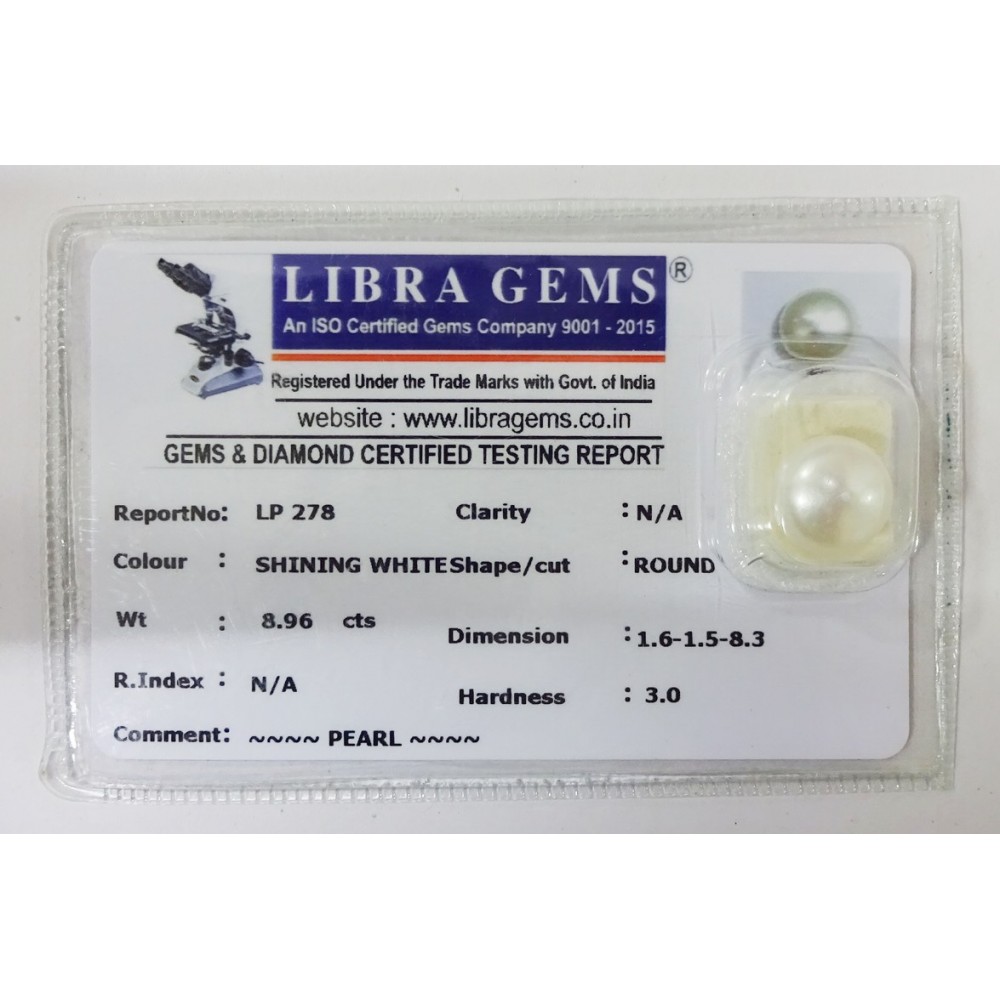 LIBRA GEMS ®
An ISO Certified Gems Company 9001 - 2015
Registered Under the Trade Marks with Govt. of India
website : www.libragems.co.in
GEMS & DIAMOND CERTIFIED TESTING REPORT
ReportNo: LP 278 Clarity : N/A
Colour : SHINING WHITE Shape/cut : ROUND
Wt : 8.96 cts Dimension : 1.6-1.5-8.3
R.Index : N/A Hardness : 3.0
Comment: ~~~~ PEARL ~~~~